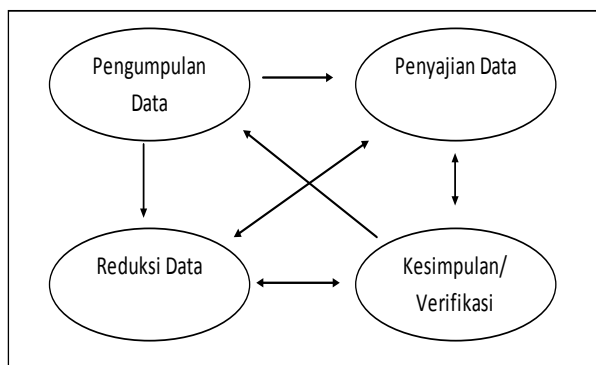 Pengumpulan
Data
Penyajian Data
Reduksi Data
Kesimpulan/
Verifikasi